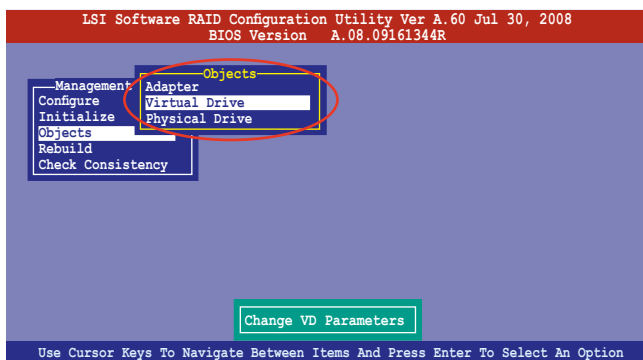 LSI Software RAID Configuration Utility Ver A.60 Jul 30, 2008
BIOS Version A.08.09161344R
Management
Configure
Initialize
Objects
Rebuild
Check Consistency
Objects
Adapter
Virtual Drive
Physical Drive
Change VD Parameters
Use Cursor Keys To Navigate Between Items And Press Enter To Select An Option